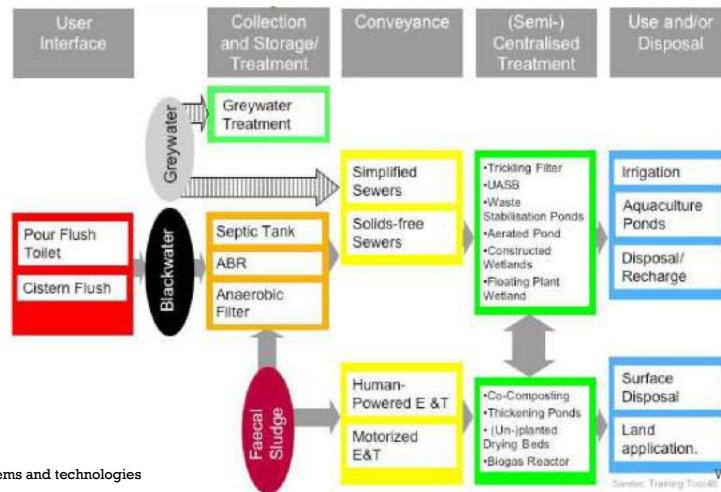 User
Interface
Collection
and Storage/
Treatment
Conveyance
(Semi-)
Centralised
Treatment
Use and/or
Disposal
Greywater
Greywater
Treatment
Simplified
Sewers
Solids-free
Sewers
•Trickling Filter
•UASB
•Waste
Stabilisation Ponds
•Aerated Pond
•Constructed
Wetlands
•Floating Plant
Wetland
Irrigation
Aquaculture
Ponds
Disposal/
Recharge
Pour Flush
Toilet
Cistern Flush
Blackwater
Septic Tank
ABR
Anaerobic
Filter
Faecal
Sludge
Human-
Powered E &T
Motorized
E&T
•Co-Composting
•Thickening Ponds
• (Un-)planted
Drying Beds
•Biogas Reactor
Surface
Disposal
Land
application.
ems and technologies
Sandec Training Tool